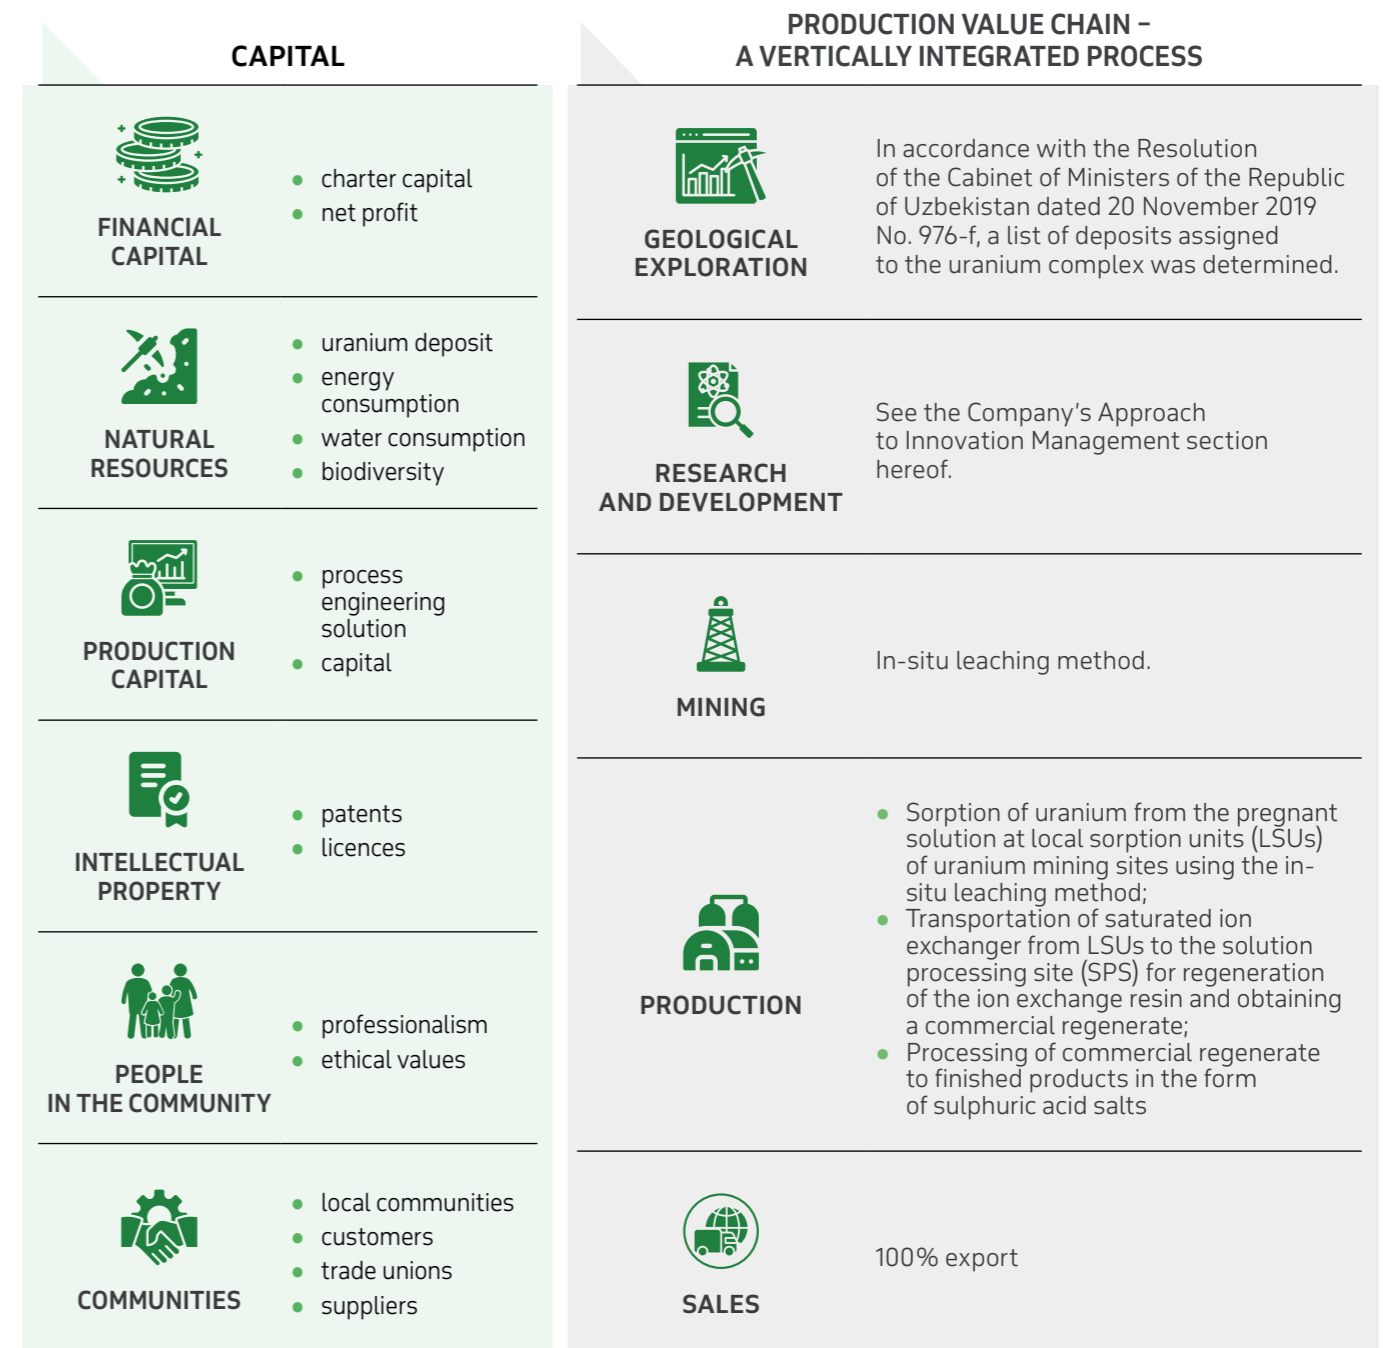 CAPITAL
FINANCIAL
CAPITAL
● charter capital
● net profit
NATURAL
RESOURCES
● uranium deposit
● energy
consumption
● water consumption
● biodiversity
PRODUCTION
CAPITAL
● process
engineering
solution
● capital
INTELLECTUAL
PROPERTY
● patents
● licences
PEOPLE
IN THE COMMUNITY
● professionalism
● ethical values
COMMUNITIES
● local communities
● customers
● trade unions
● suppliers
PRODUCTION VALUE CHAIN –
A VERTICALLY INTEGRATED PROCESS
GEOLOGICAL
EXPLORATION
In accordance with the Resolution
of the Cabinet of Ministers of the Republic
of Uzbekistan dated 20 November 2019
No. 976-f, a list of deposits assigned
to the uranium complex was determined.
RESEARCH
AND DEVELOPMENT
See the Company’s Approach
to Innovation Management section
hereof.
MINING
In-situ leaching method.
PRODUCTION
● Sorption of uranium from the pregnant
solution at local sorption units (LSUs)
of uranium mining sites using the in-
situ leaching method;
● Transportation of saturated ion
exchanger from LSUs to the solution
processing site (SPS) for regeneration
of the ion exchange resin and obtaining
a commercial regenerate;
● Processing of commercial regenerate
to finished products in the form
of sulphuric acid salts
SALES
100% export